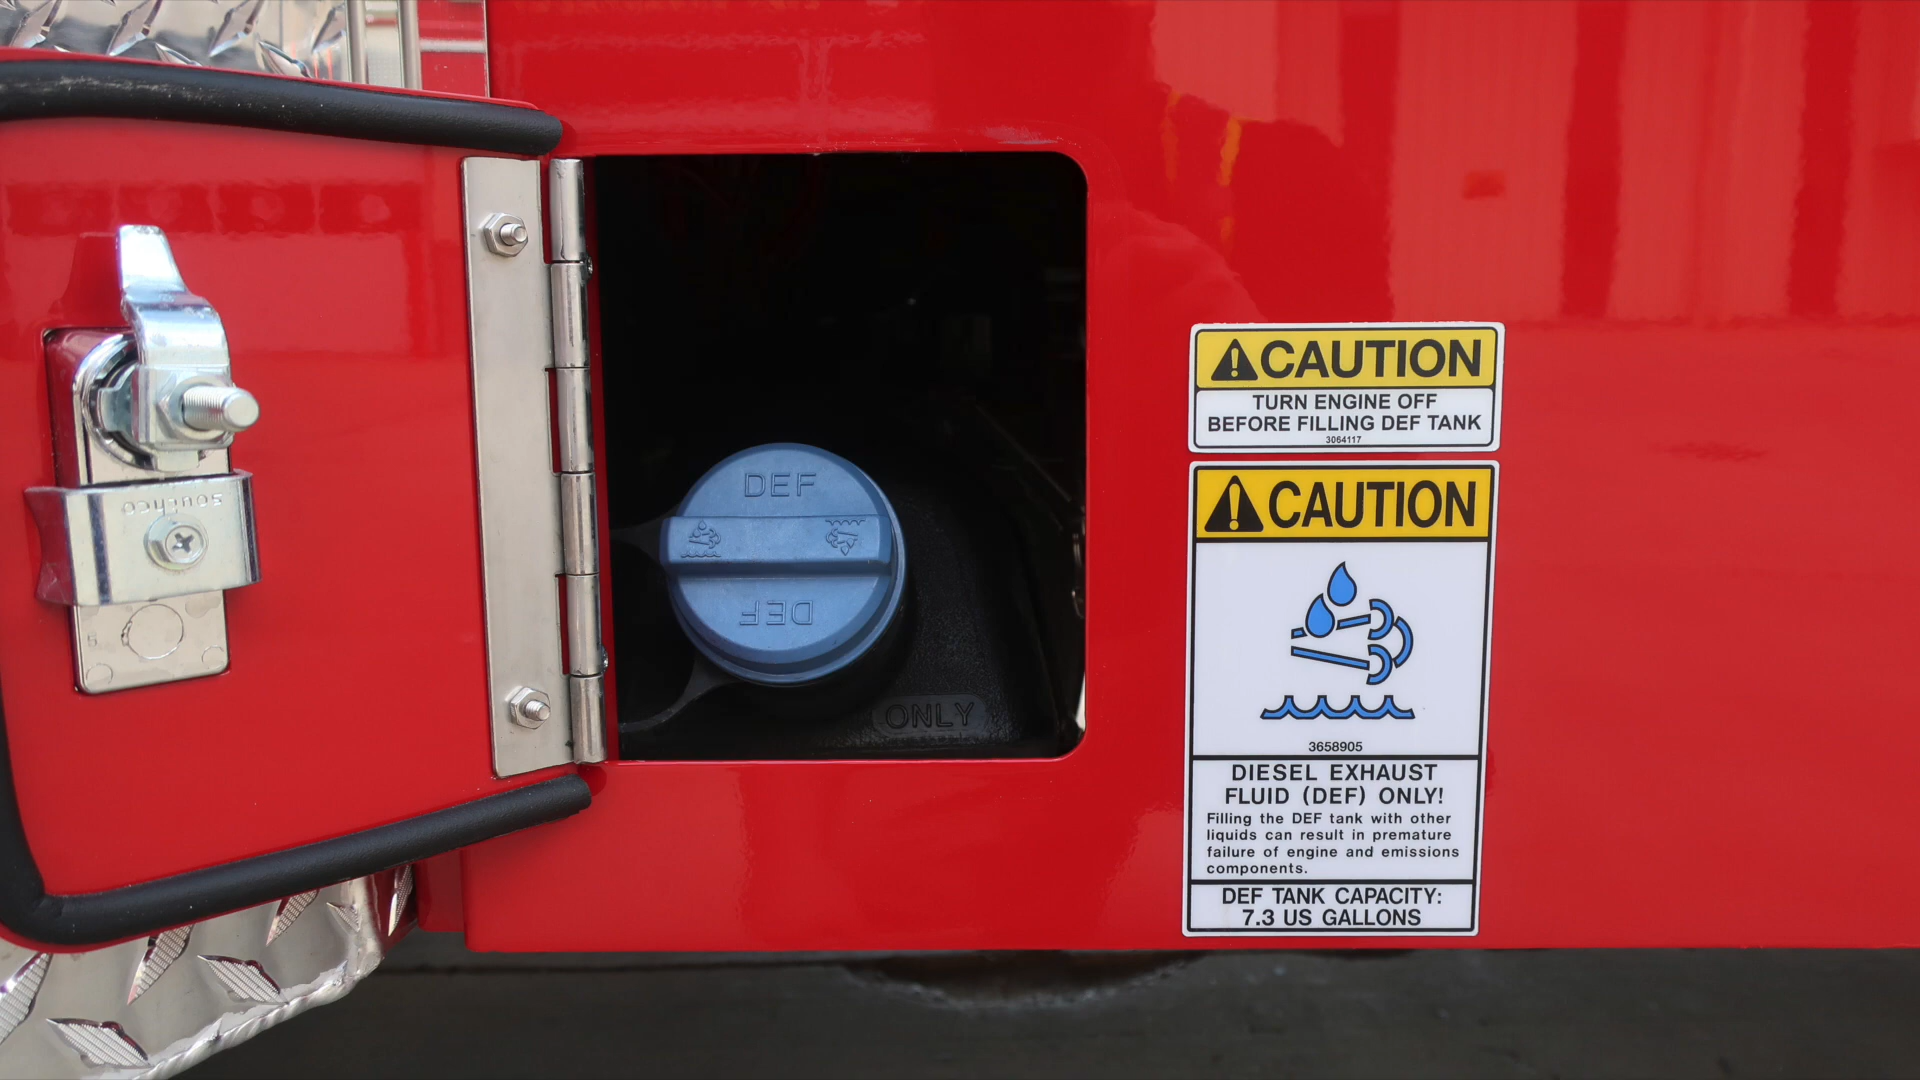 southco
5
DEF
DEF
ONLY
CAUTION
TURN ENGINE OFF
BEFORE FILLING DEF TANK
3064117
CAUTION
3658905
DIESEL EXHAUST
FLUID (DEF) ONLY!
Filling the DEF tank with other
liquids can result in premature
failure of engine and emissions
components.
DEF TANK CAPACITY:
7.3 US GALLONS